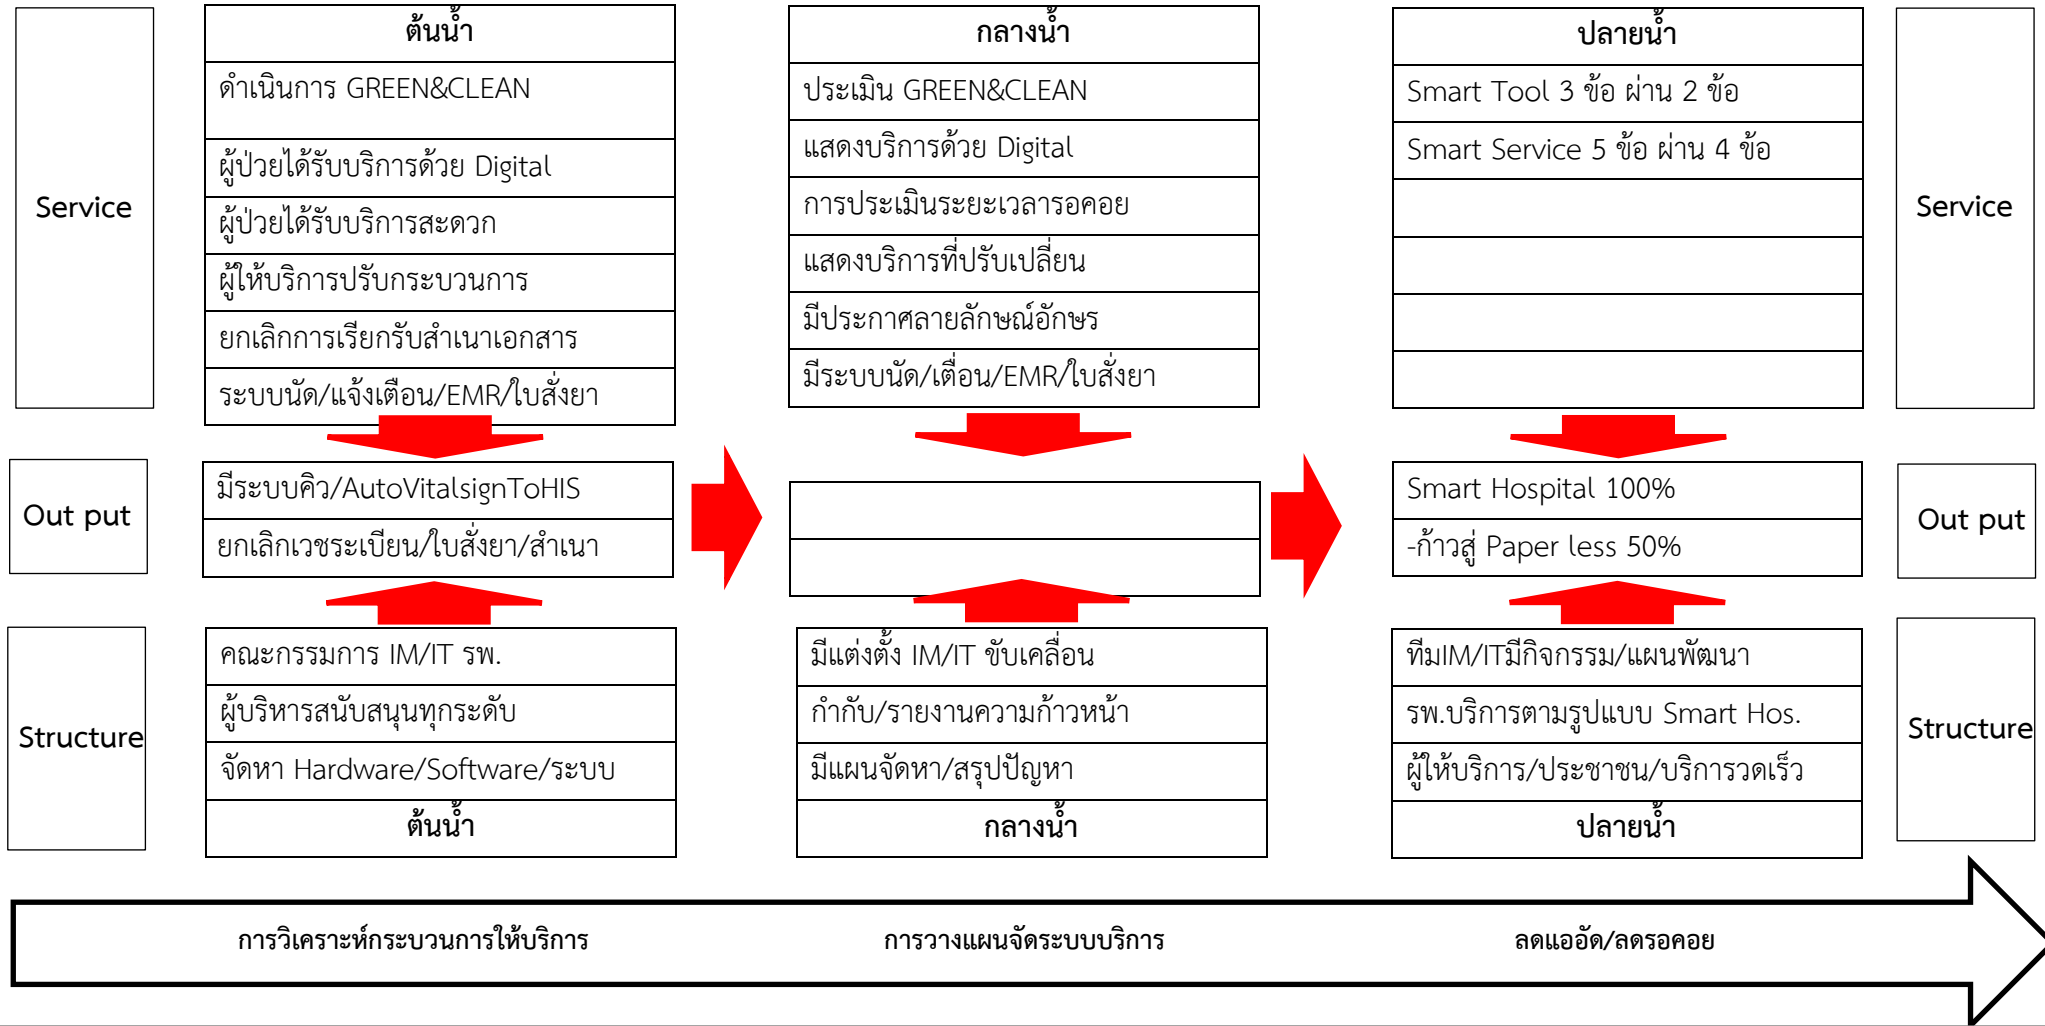 Service
ต้นน้ำ
ดำเนินการ GREEN&CLEAN
ผู้ป่วยได้รับบริการด้วย Digital
ผู้ป่วยได้รับบริการสะดวก
ผู้ให้บริการปรับกระบวนการ
ยกเลิกการเรียกรับสำเนาเอกสาร
ระบบนัด/แจ้งเตือน/EMR/ใบสั่งยา
กลางน้ำ
ประเมิน GREEN&CLEAN
แสดงบริการด้วย Digital
การประเมินระยะเวลารอคอย
แสดงบริการที่ปรับเปลี่ยน
มีประกาศลายลักษณ์อักษร
มีระบบนัด/เตื่อน/EMR/ใบสั่งยา
ปลายน้ำ
Smart Tool 3 ข้อ ผ่าน 2 ข้อ
Smart Service 5 ข้อ ผ่าน 4 ข้อ
Service
Out put
มีระบบคิว/AutoVitalsignToHIS
ยกเลิกเวชระเบียน/ใบสั่งยา/สำเนา
Smart Hospital 100%
-ก้าวสู่ Paper less 50%
Out put
Structure
คณะกรรมการ IM/IT รพ.
ผู้บริหารสนับสนุนทุกระดับ
จัดหา Hardware/Software/ระบบ
ต้นน้ำ
มีแต่งตั้ง IM/IT ขับเคลื่อน
กำกับ/รายงานความก้าวหน้า
มีแผนจัดหา/สรุปปัญหา
กลางน้ำ
ทีมIM/ITมีกิจกรรม/แผนพัฒนา
รพ.บริการตามรูปแบบ Smart Hos.
ผู้ให้บริการ/ประชาชน/บริการวดเร็ว
ปลายน้ำ
Structure
การวิเคราะห์กระบวนการให้บริการ
การวางแผนจัดระบบบริการ
ลดแออัด/ลดรอคอย